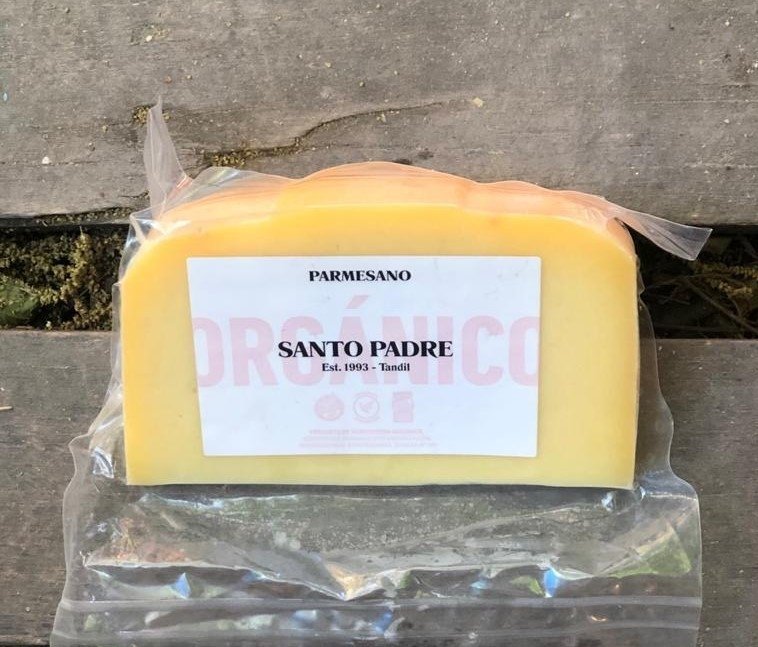 PARMESANO
ORGÁNICO
SANTO PADRE
Est. 1993 - Tandil